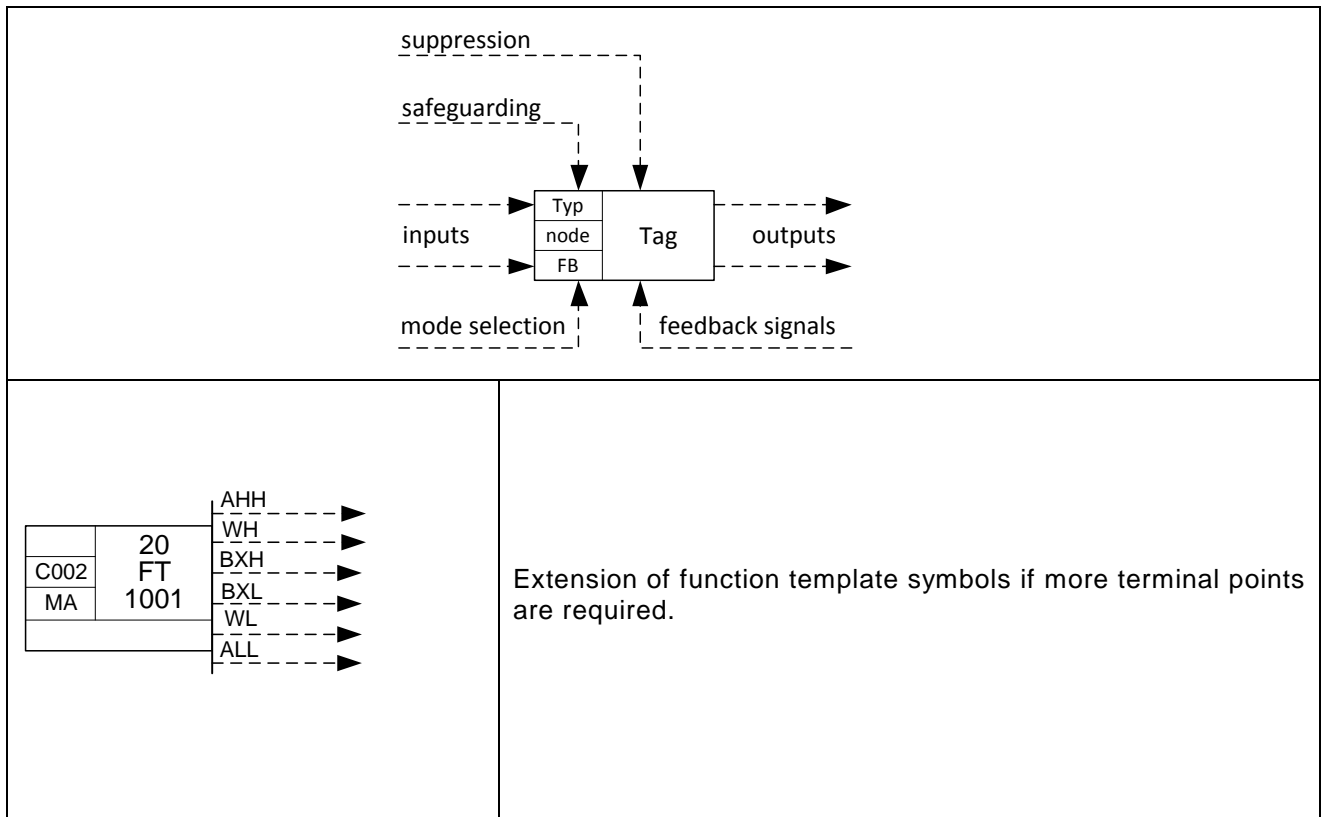 suppression
safeguarding
Typ
inputs node Tag outputs
FB
mode selection feedback signals
AHH
WH
20
BXH
C002 FT
BXL
MA 1001
WL
ALL
Extension of function template symbols if more terminal points
are required.